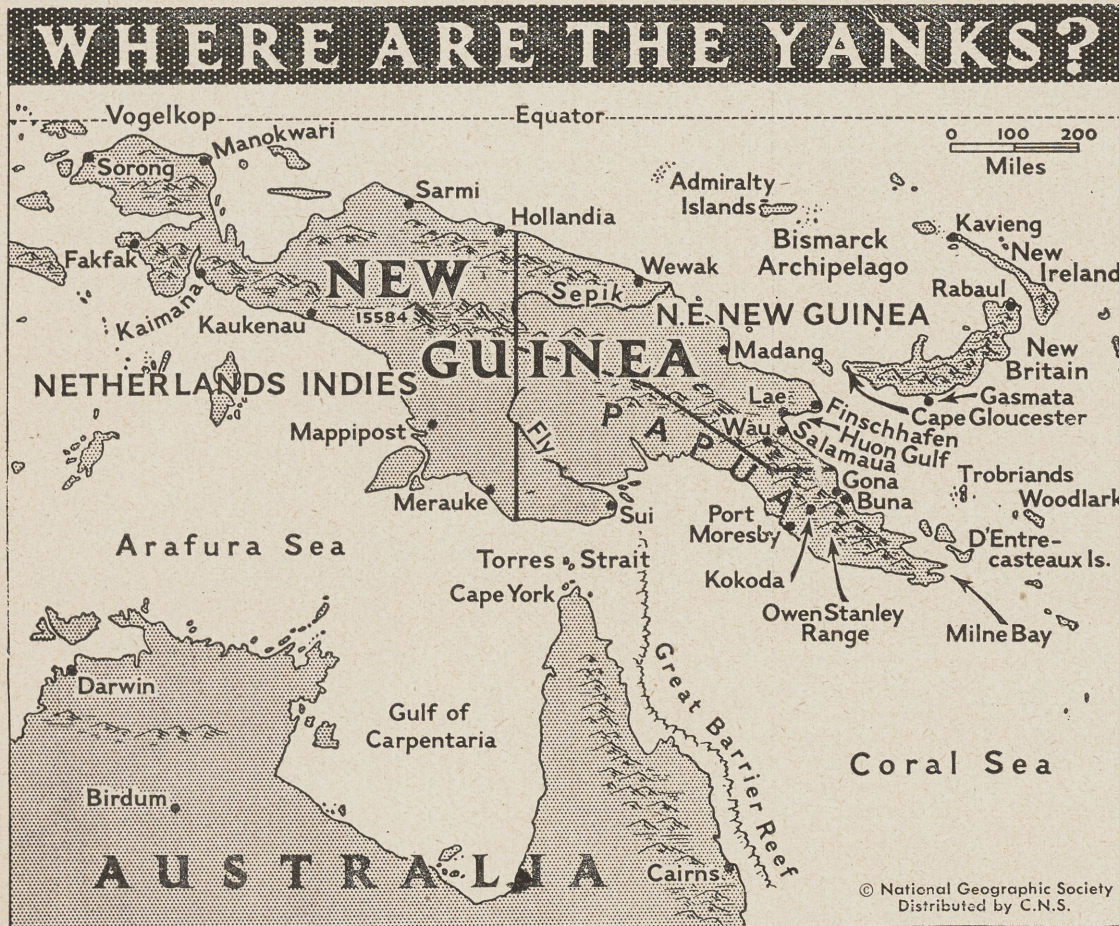 WHERE ARE THE YANKS?
Vogelkop
Equator
Manokwari
Sorong
0 100 200
Miles
Sarmi
Admiralty
Islands
Hollandia
Kavieng
New
Ireland
Bismarck
Archipelago
Fakfak
Wewak
Rabaul
NEW
15584
Sepik
Kaimana
Kaukenau
N.E. NEW GUINEA
GUINEA
Madang
New
Britain
NETHERLANDS INDIES
Gasmata
Cape Gloucester
Lae
Finschhafen
Huon Gulf
Wau
Salamaua
PAPUA
Mappipost
Fly
Gona
Buna
Trobriands
Woodlark
Merauke
Sui
Port
Moresby
D'Entre-
casteaux Is.
Arafura Sea
Torres Strait
Kokoda
Cape York
Owen Stanley
Range
Milne Bay
Darwin
Great Barrier Reef
Gulf of
Carpentaria
Coral Sea
Birdum
AUSTRALIA
Cairns
© National Geographic Society
Distributed by C.N.S.